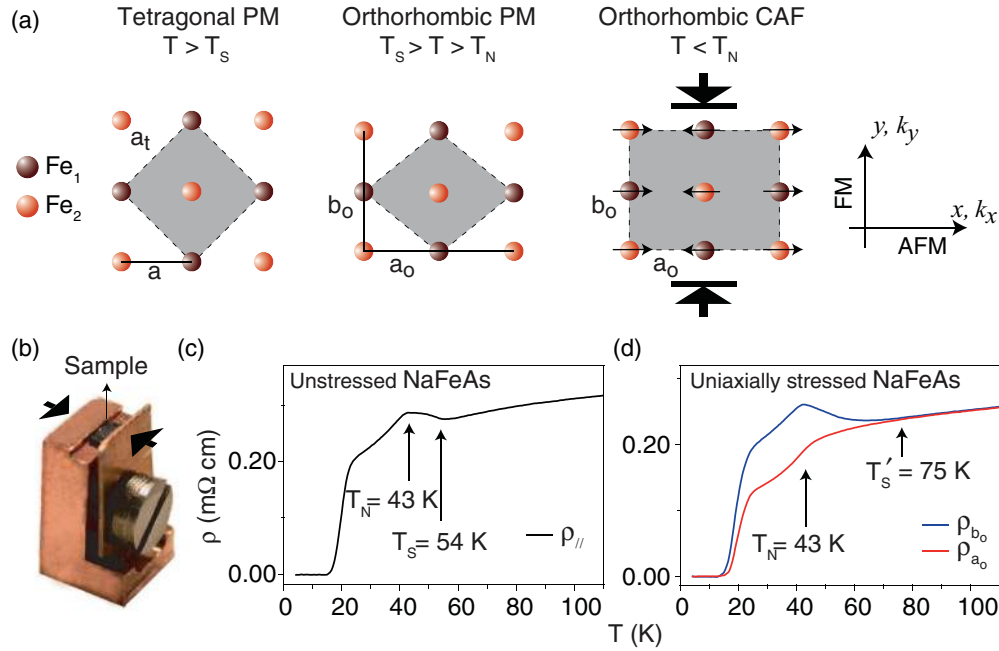 (a)
Tetragonal PM
T > T_S
Orthorhombic PM
T_S > T > T_N
Orthorhombic CAF
T < T_N
Fe₁
Fe₂
a_t
a
b_o
a_o
b_o
a_o
y, k_y
FM
x, k_x
AFM
(b)
Sample
(c)
Unstressed NaFeAs
ρ (mΩ cm)
0.20
0.00
T_N = 43 K
T_S = 54 K
ρ_//
0
20
40
60
80
100
(d)
Uniaxially stressed NaFeAs
0.20
0.00
T_S′ = 75 K
T_N = 43 K
ρ_b_o
ρ_a_o
0
20
40
60
80
100
T (K)